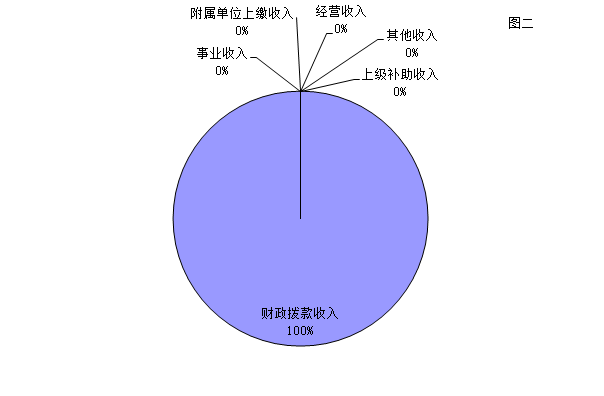 图二
附属单位上缴收入
0%
经营收入
0%
其他收入
0%
事业收入
0%
上级补助收入
0%
财政拨款收入
100%